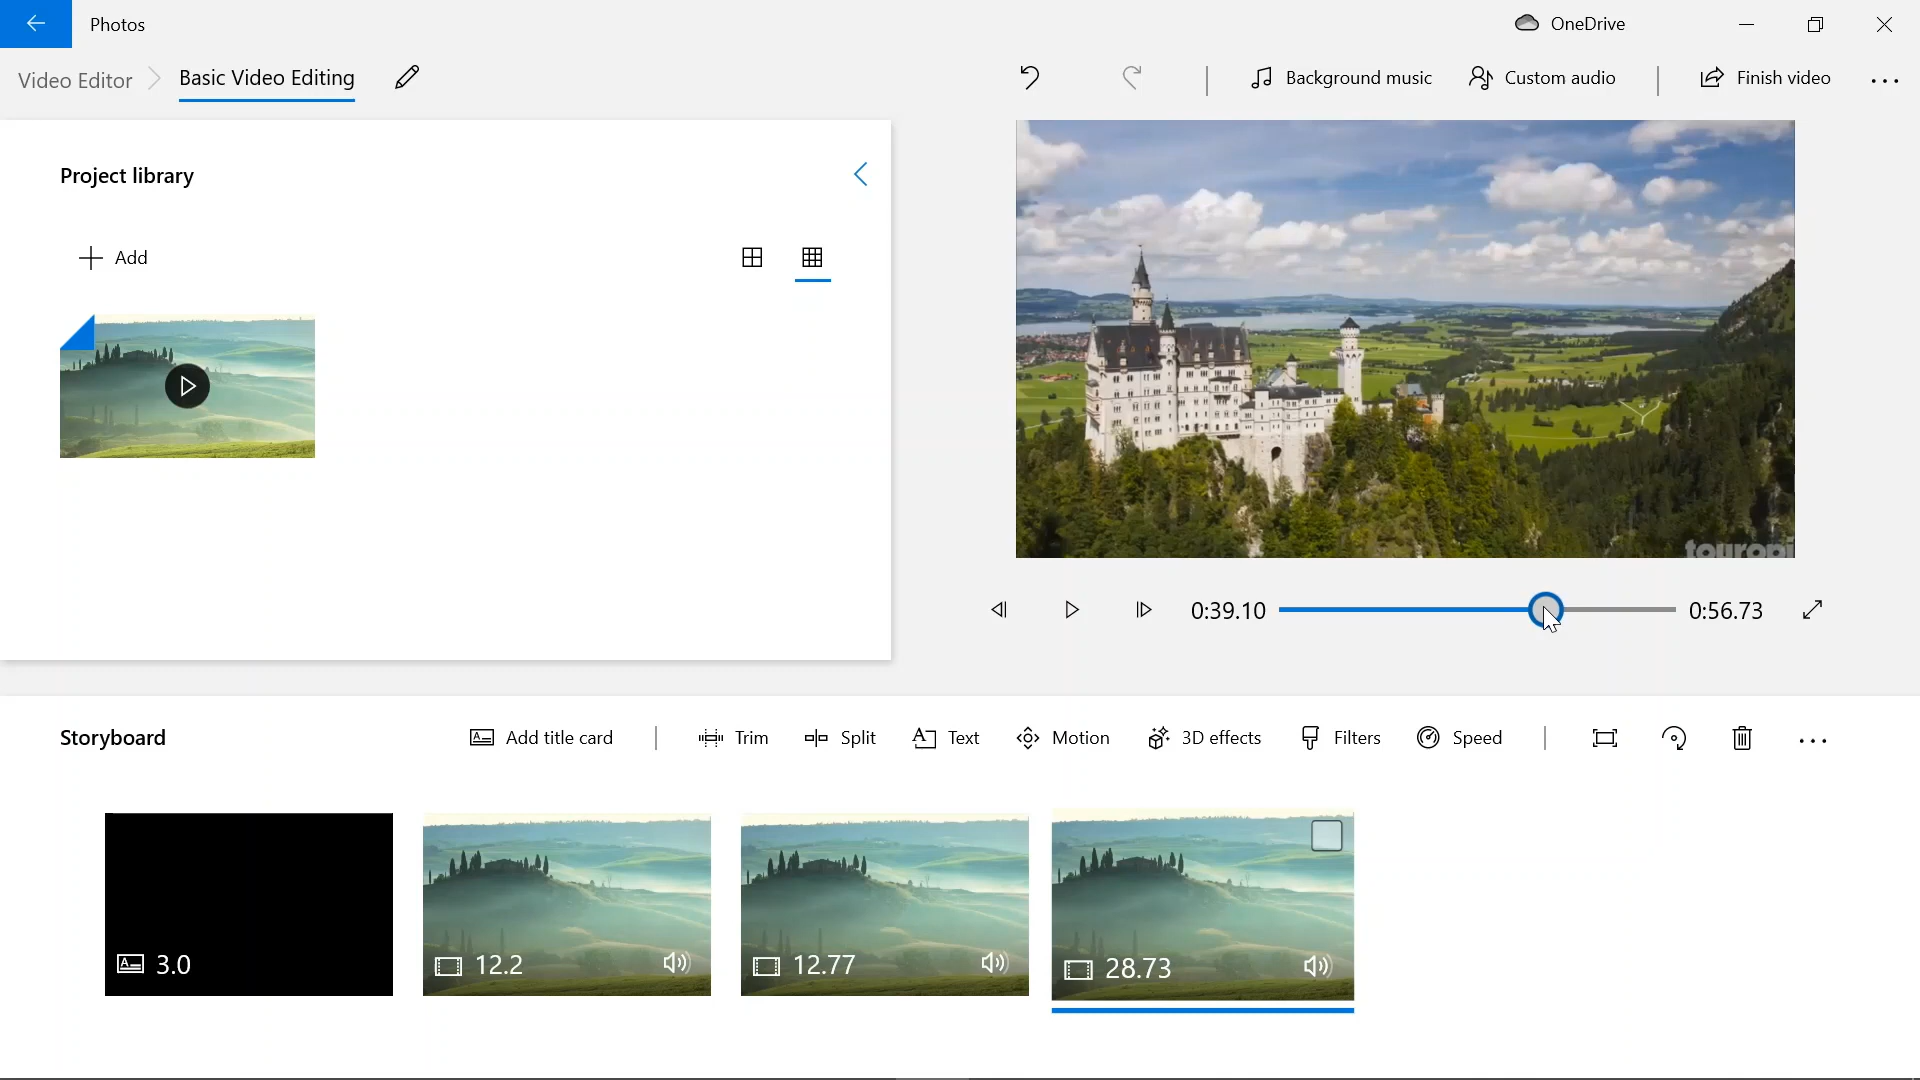 Photos
OneDrive
Video Editor
Basic Video Editing
Background music
Custom audio
Finish video
Project library
Add
touropi
0:39.10
0:56.73
Storyboard
Add title card
Trim
Split
Text
Motion
3D effects
Filters
Speed
3.0
12.2
12.77
28.73